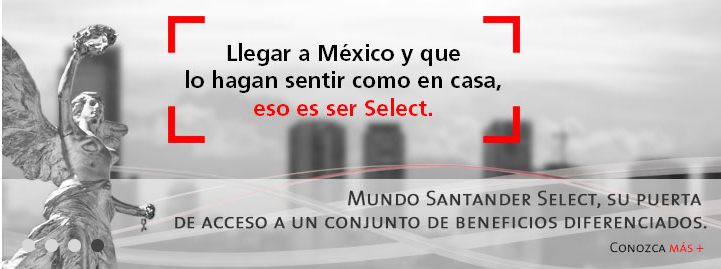 Llegar a México y que
lo hagan sentir como en casa,
eso es ser Select.
MUNDO SANTANDER SELECT, SU PUERTA
DE ACCESO A UN CONJUNTO DE BENEFICIOS DIFERENCIADOS.
CONOZCA MÁS +